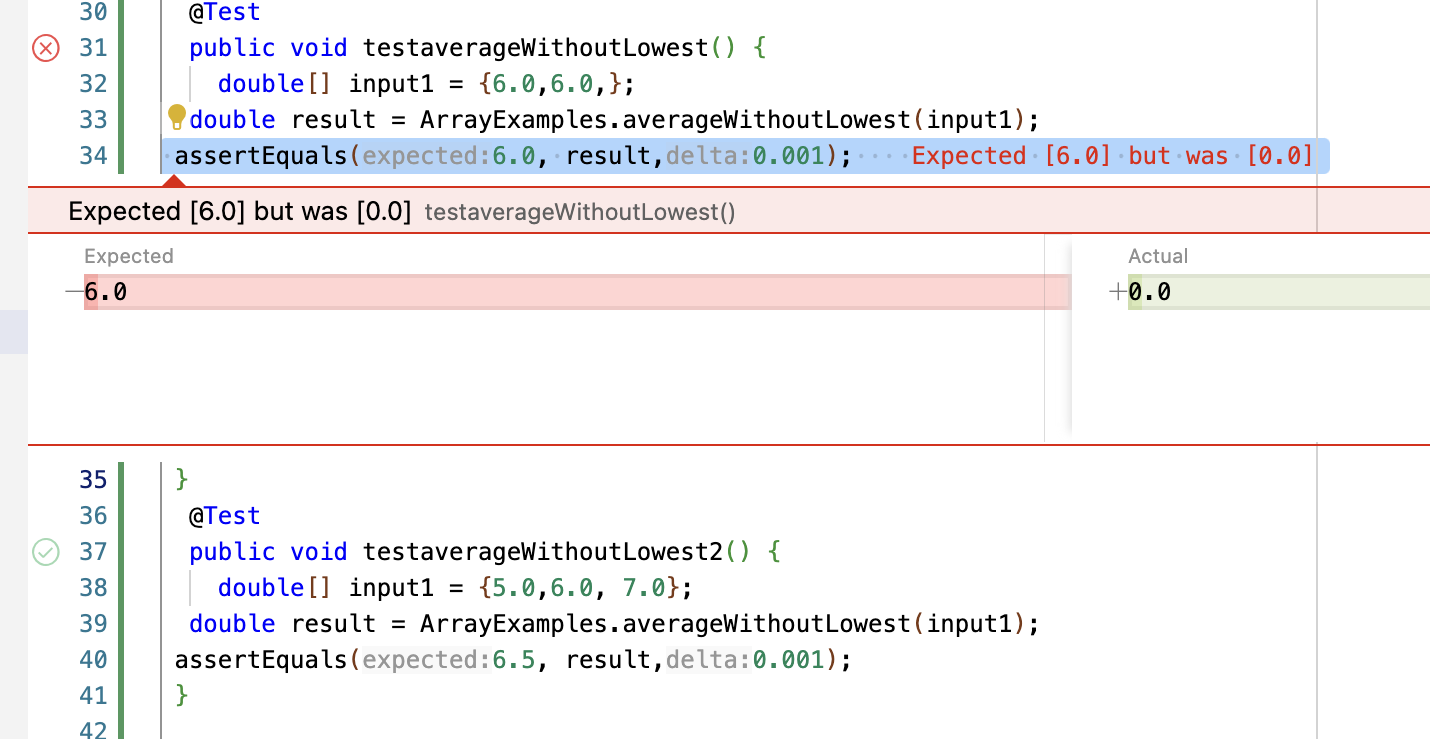 30 @Test
31 public void testaverageWithoutLowest() {
32 double[] input1 = {6.0,6.0,};
33 double result = ArrayExamples.averageWithoutLowest(input1);
34 assertEquals(expected:6.0, result,delta:0.001);    Expected [6.0] but was [0.0]
Expected [6.0] but was [0.0] testaverageWithoutLowest()
Expected Actual
—6.0 +0.0
35 }
36 @Test
37 public void testaverageWithoutLowest2() {
38 double[] input1 = {5.0,6.0, 7.0};
39 double result = ArrayExamples.averageWithoutLowest(input1);
40 assertEquals(expected:6.5, result,delta:0.001);
41 }
42